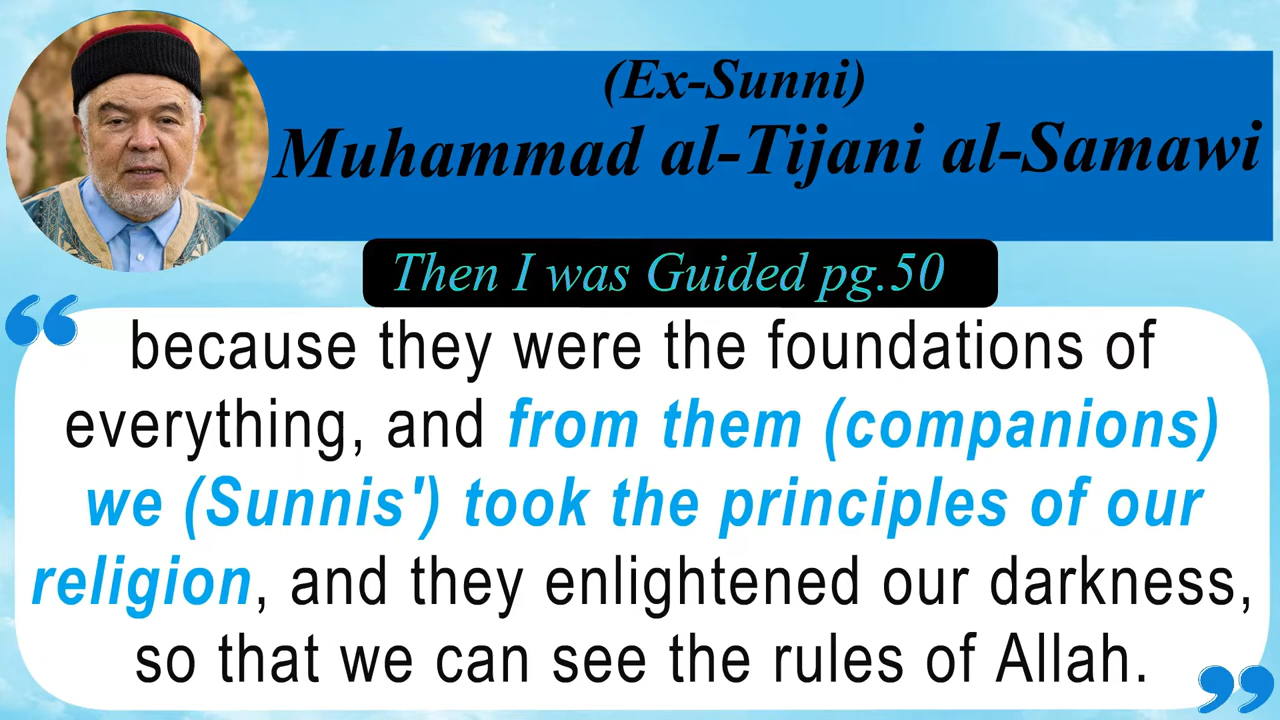 (Ex-Sunni)
Muhammad al-Tijani al-Samawi
Then I was Guided pg.50
“because they were the foundations of
everything, and from them (companions)
we (Sunnis') took the principles of our
religion, and they enlightened our darkness,
so that we can see the rules of Allah.”